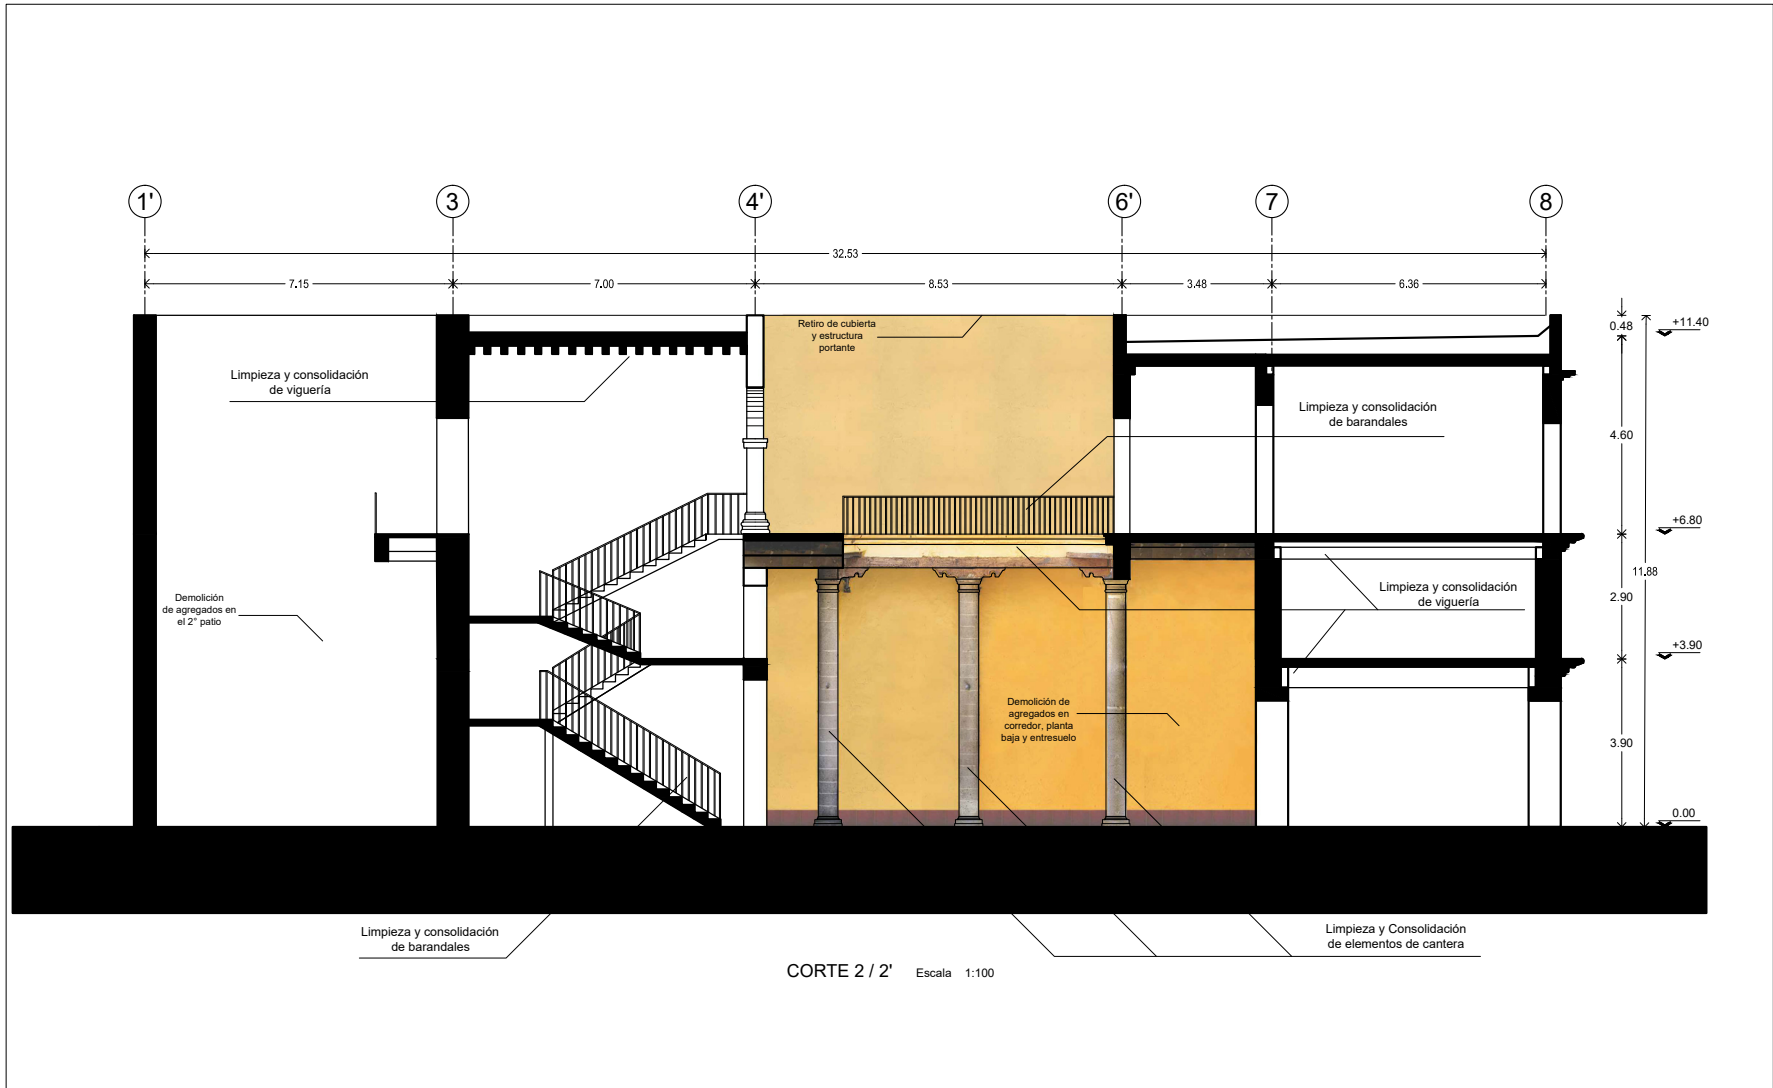 1' 3 4' 6' 7 8
32.53
7.15 7.00 8.53 3.48 6.36
Retiro de cubierta
y estructura
portante
0.48
+11.40
Limpieza y consolidación
de viguería
Limpieza y consolidación
de barandales
4.60
+6.80
11.88
Limpieza y consolidación
de viguería
2.90
Demolición
de agregados en
el 2° patio
+3.90
Demolición de
agregados en
corredor, planta
baja y entresuelo
3.90
0.00
Limpieza y consolidación
de barandales
Limpieza y Consolidación
de elementos de cantera
CORTE 2 / 2' Escala 1:100